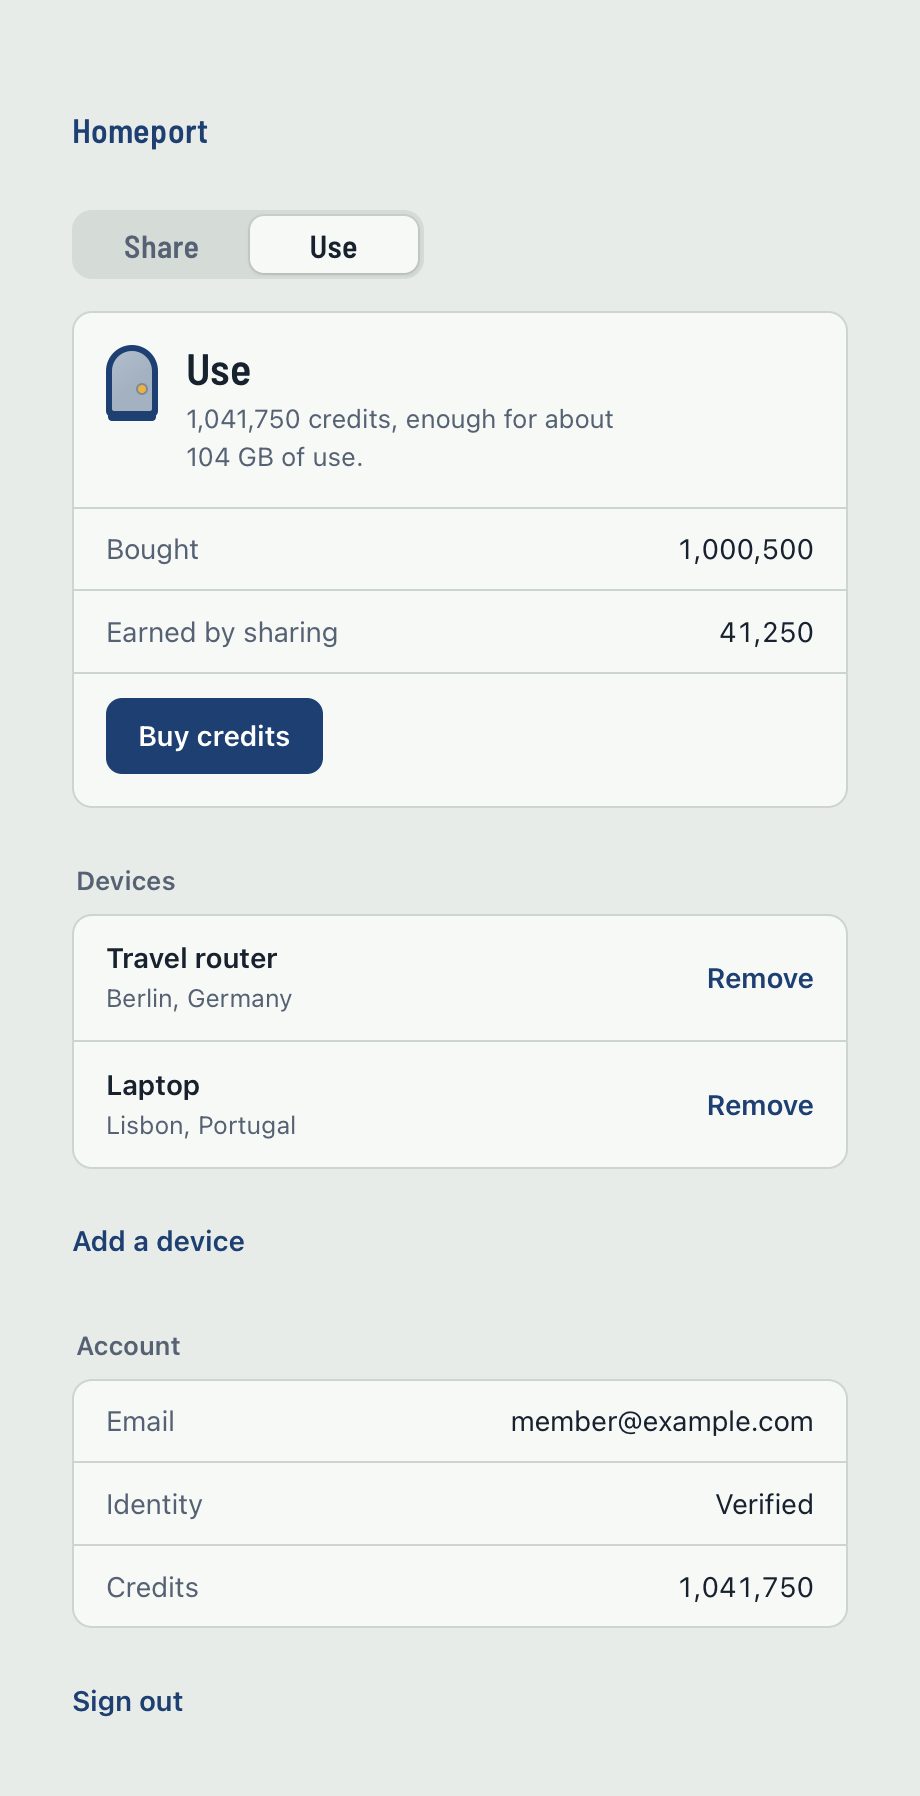 Homeport
Share Use
Use
1,041,750 credits, enough for about
104 GB of use.
Bought 1,000,500
Earned by sharing 41,250
Buy credits
Devices
Travel router
Berlin, Germany
Remove
Laptop
Lisbon, Portugal
Remove
Add a device
Account
Email member@example.com
Identity Verified
Credits 1,041,750
Sign out